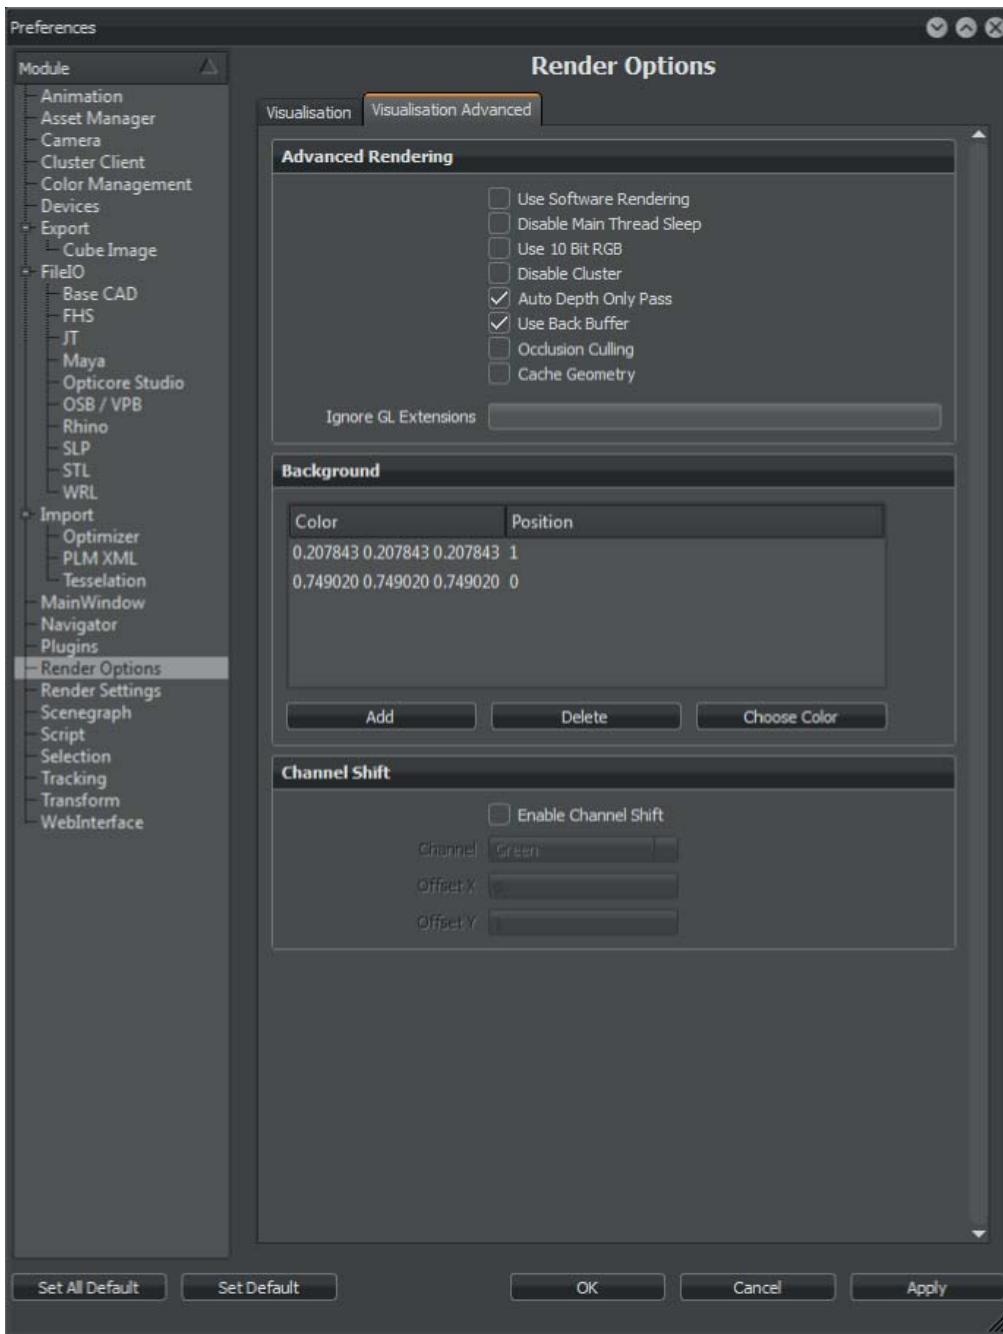 Preferences
Module
Animation
Asset Manager
Camera
Cluster Client
Color Management
Devices
Export
Cube Image
FileIO
Base CAD
FHS
JT
Maya
Opticore Studio
OSB / VPB
Rhino
SLP
STL
WRL
Import
Optimizer
PLM XML
Tesselation
MainWindow
Navigator
Plugins
Render Options
Render Settings
Scenegraph
Script
Selection
Tracking
Transform
WebInterface
Render Options
Visualisation Visualisation Advanced
Advanced Rendering
Use Software Rendering
Disable Main Thread Sleep
Use 10 Bit RGB
Disable Cluster
Auto Depth Only Pass
Use Back Buffer
Occlusion Culling
Cache Geometry
Ignore GL Extensions
Background
Color Position
0.207843 0.207843 0.207843 1
0.749020 0.749020 0.749020 0
Add Delete Choose Color
Channel Shift
Enable Channel Shift
Channel Green
Offset X
Offset Y
Set All Default Set Default OK Cancel Apply